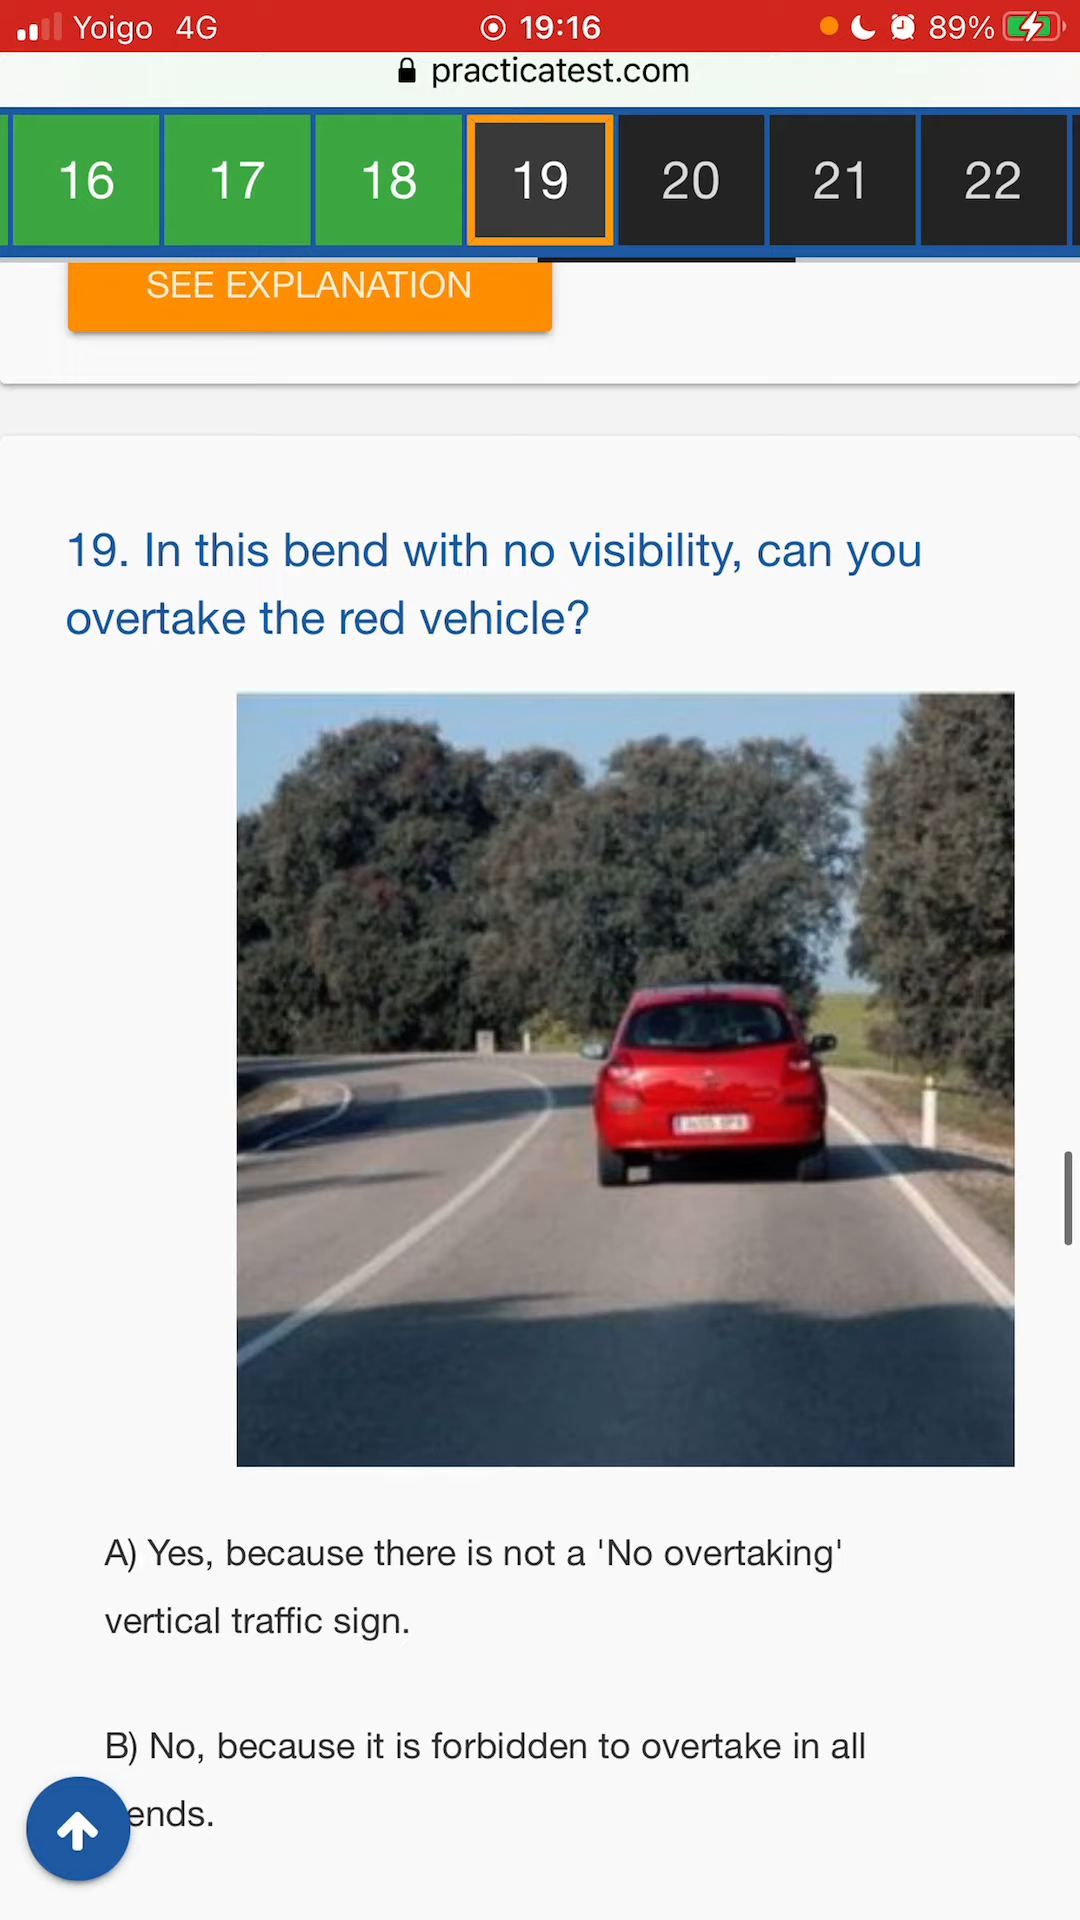 Yoigo 4G 19:16 89%
practicatest.com
16 17 18 19 20 21 22
SEE EXPLANATION
19. In this bend with no visibility, can you
overtake the red vehicle?
A) Yes, because there is not a 'No overtaking'
vertical traffic sign.
B) No, because it is forbidden to overtake in all
ends.